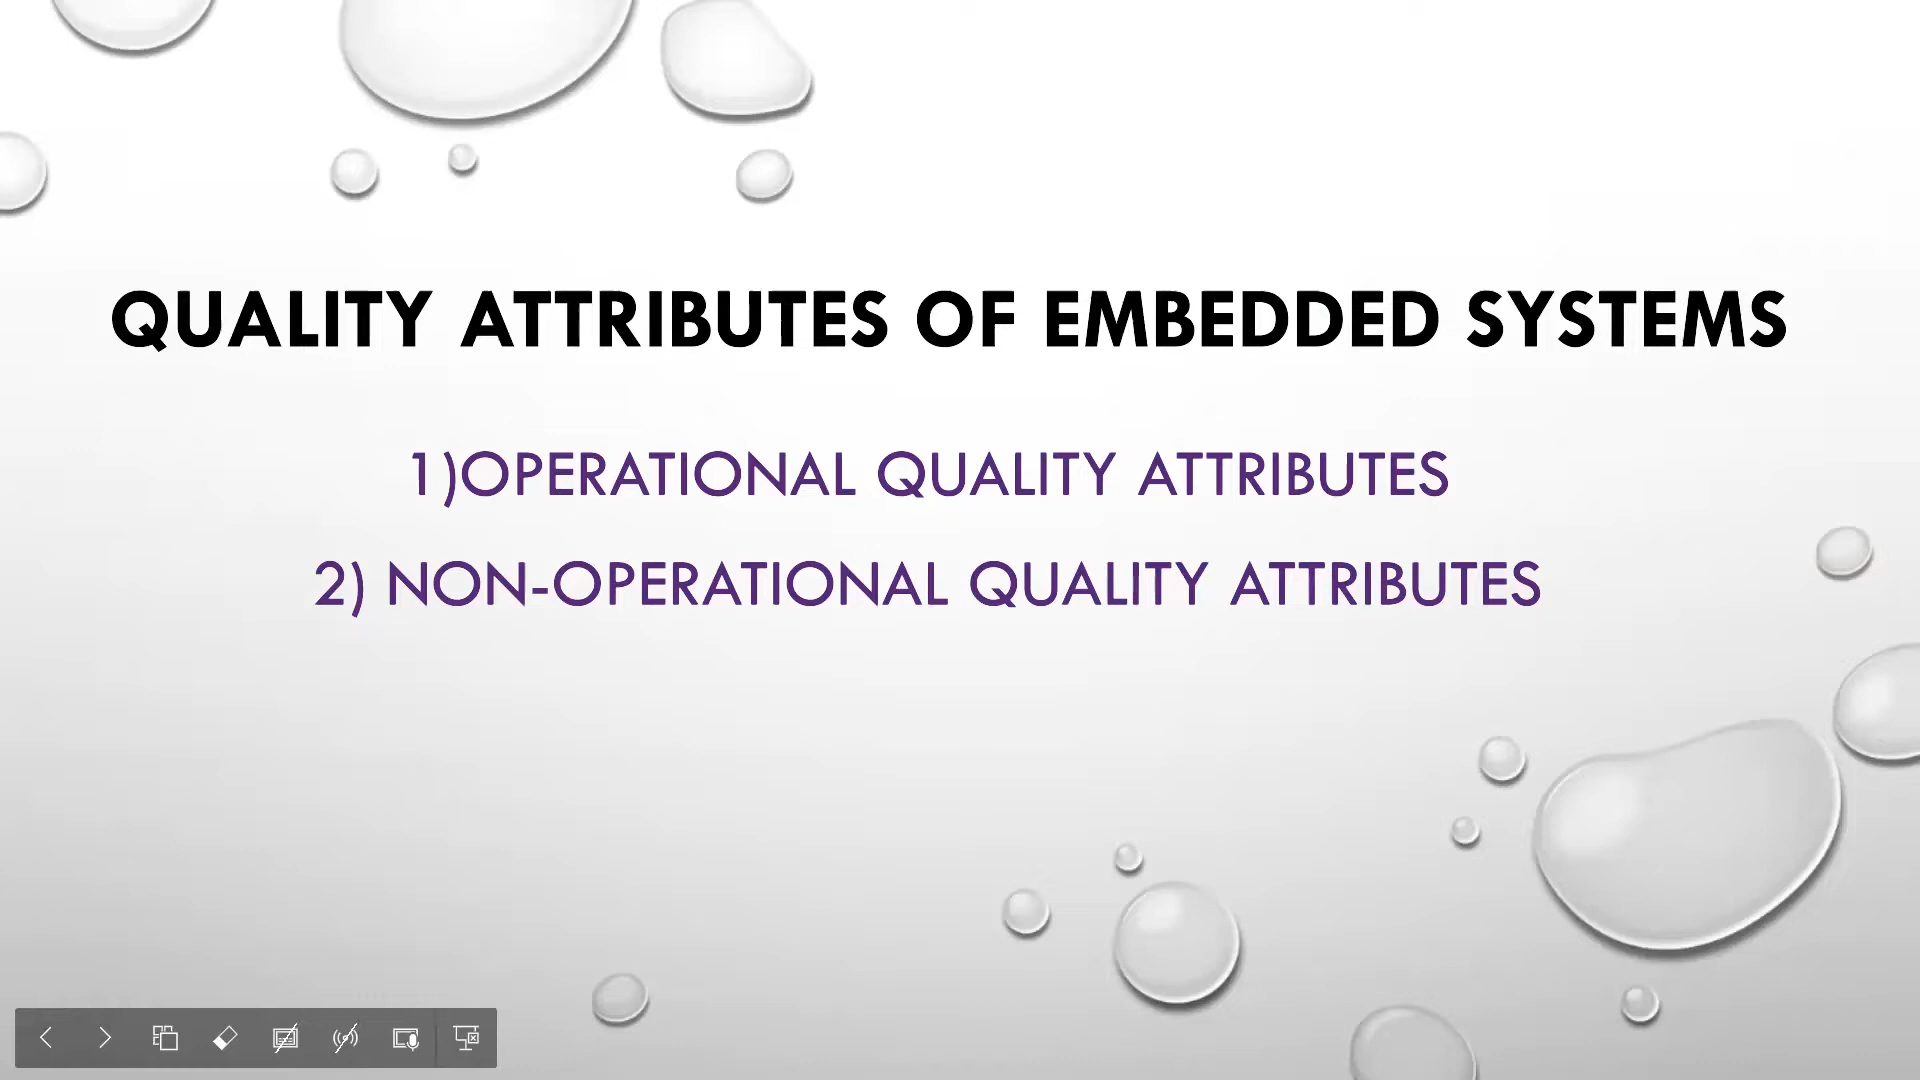 QUALITY ATTRIBUTES OF EMBEDDED SYSTEMS
1)OPERATIONAL QUALITY ATTRIBUTES
2) NON-OPERATIONAL QUALITY ATTRIBUTES